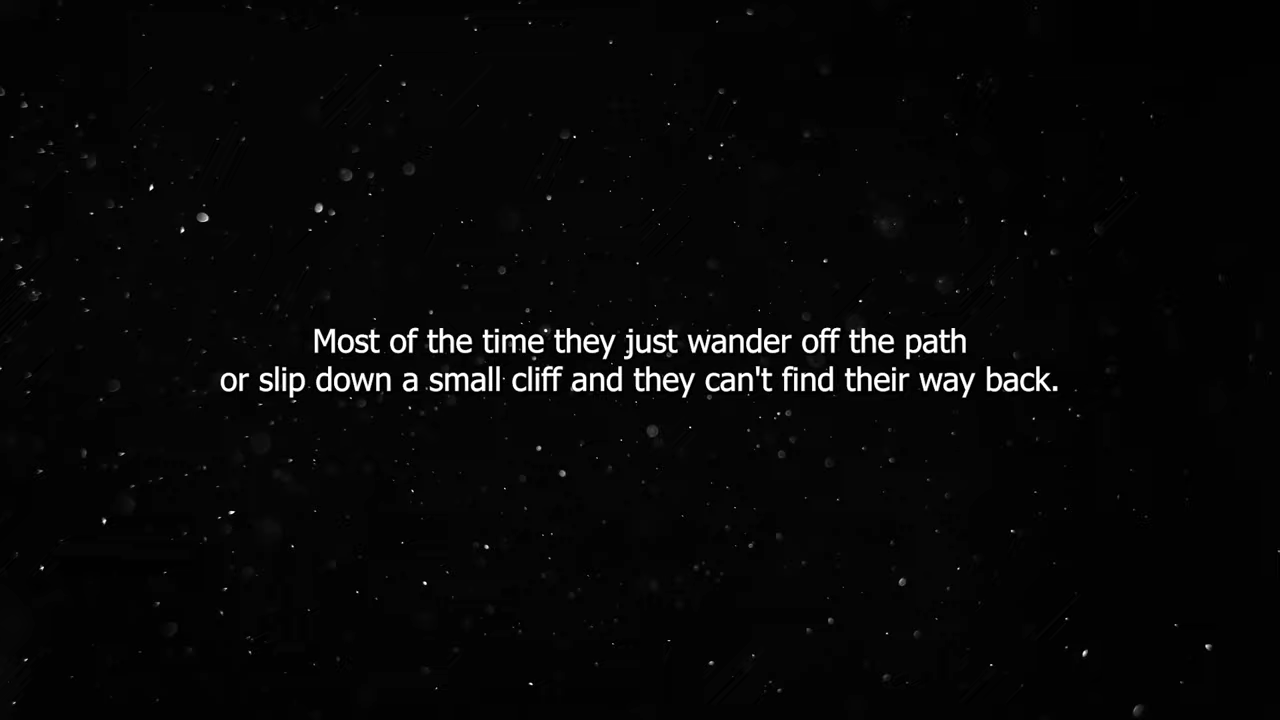 Most of the time they just wander off the path
or slip down a small cliff and they can't find their way back.